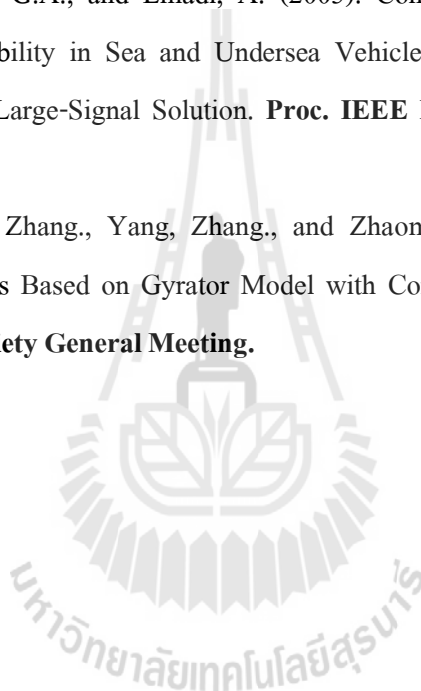 G.A., and Emadi, A. (2005). Con
bility in Sea and Undersea Vehicle
Large-Signal Solution. Proc. IEEE
Zhang., Yang, Zhang., and Zhaom
s Based on Gyrator Model with Co
iety General Meeting.
มหาวิทยาลัยเทคโนโลยีสุรนารี